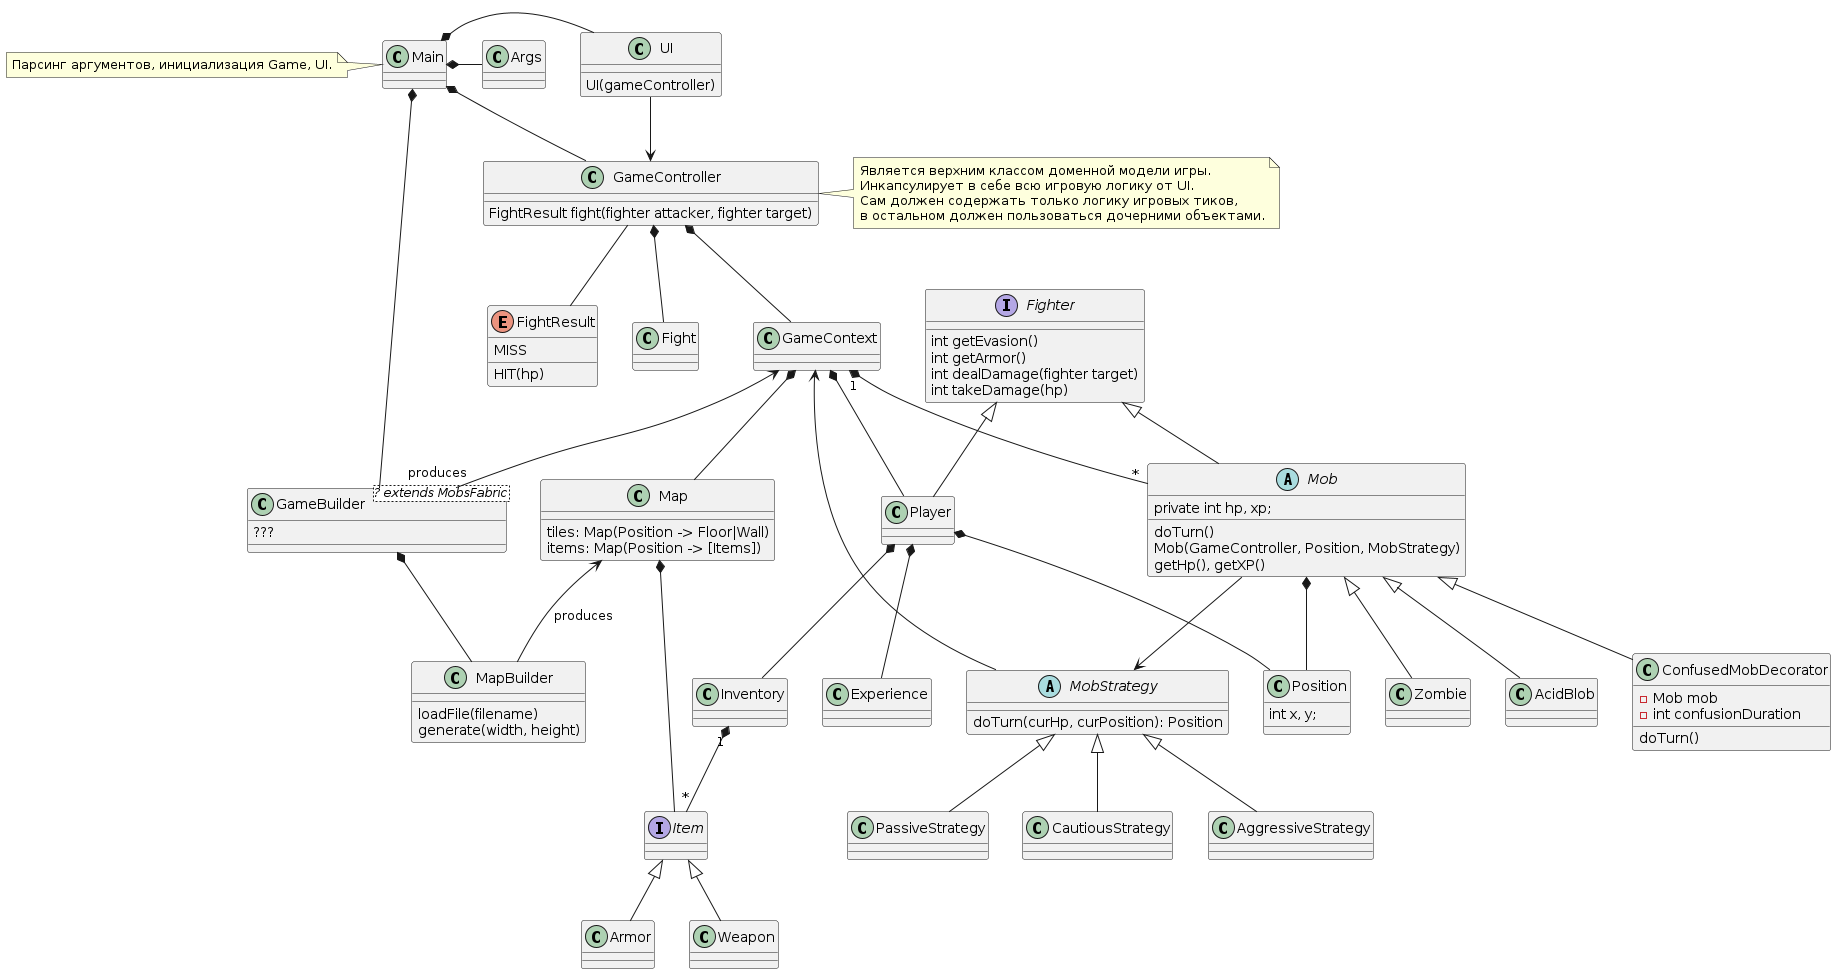 C Main
C Args
C UI
UI(gameController)
Парсинг аргументов, инициализация Game, UI.
C GameController
FightResult fight(fighter attacker, fighter target)
Является верхним классом доменной модели игры.
Инкапсулирует в себе всю игровую логику от UI.
Сам должен содержать только логику игровых тиков,
в остальном должен пользоваться дочерними объектами.
E FightResult
MISS
HIT(hp)
C Fight
C GameContext
1
I Fighter
int getEvasion()
int getArmor()
int dealDamage(fighter target)
int takeDamage(hp)
produces
*
C GameBuilder
? extends MobsFabric
???
C Map
tiles: Map(Position -> Floor|Wall)
items: Map(Position -> [Items])
C Player
A Mob
private int hp, xp;
doTurn()
Mob(GameController, Position, MobStrategy)
getHp(), getXP()
produces
C MapBuilder
loadFile(filename)
generate(width, height)
C Inventory
1
C Experience
A MobStrategy
doTurn(curHp, curPosition): Position
C Position
int x, y;
C Zombie
C AcidBlob
C ConfusedMobDecorator
Mob mob
int confusionDuration
doTurn()
*
I Item
C PassiveStrategy
C CautiousStrategy
C AggressiveStrategy
C Armor
C Weapon